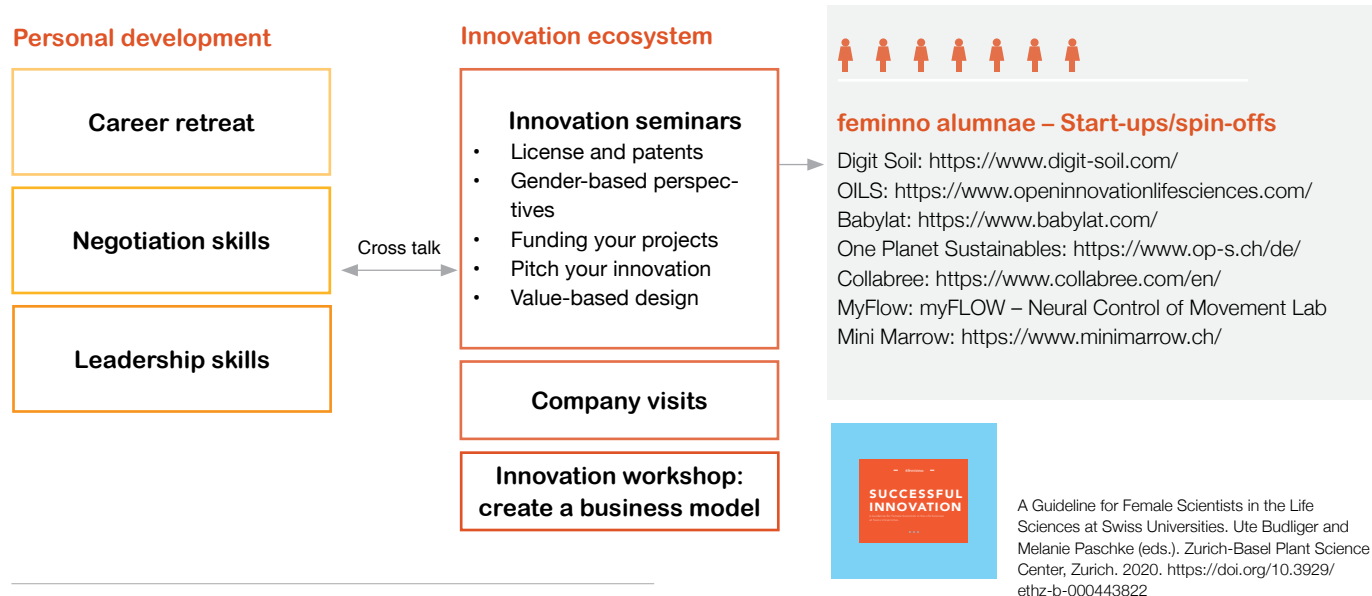 Personal development
Career retreat
Negotiation skills
Leadership skills
Cross talk
Innovation ecosystem
Innovation seminars
• License and patents
• Gender-based perspec-
tives
• Funding your projects
• Pitch your innovation
• Value-based design
Company visits
Innovation workshop:
create a business model
feminno alumnae – Start-ups/spin-offs
Digit Soil: https://www.digit-soil.com/
OILS: https://www.openinnovationlifesciences.com/
Babylat: https://www.babylat.com/
One Planet Sustainables: https://www.op-s.ch/de/
Collabree: https://www.collabree.com/en/
MyFlow: myFLOW – Neural Control of Movement Lab
Mini Marrow: https://www.minimarrow.ch/
SUCCESSFUL
INNOVATION
A Guideline for Female Scientists in the Life
Sciences at Swiss Universities. Ute Budliger and
Melanie Paschke (eds.). Zurich-Basel Plant Science
Center, Zurich. 2020. https://doi.org/10.3929/
ethz-b-000443822